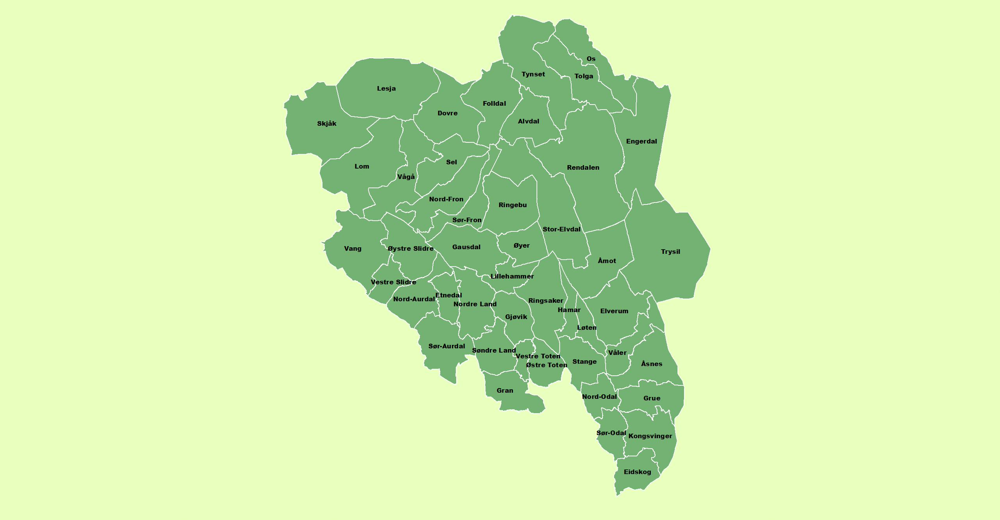 Os
Tynset
Tolga
Lesja
Folldal
Dovre
Alvdal
Skjåk
Engerdal
Sel
Lom
Rendalen
Vågå
Nord-Fron
Ringebu
Sør-Fron
Stor-Elvdal
Øyer
Gausdal
Vang
Øystre Slidre
Trysil
Åmot
Lillehammer
Vestre Slidre
Etnedal
Nord-Aurdal
Ringsaker
Nordre Land
Hamar
Elverum
Gjøvik
Løten
Sør-Aurdal
Søndre Land
Våler
Vestre Toten
Stange
Åsnes
Østre Toten
Gran
Nord-Odal
Grue
Sør-Odal
Kongsvinger
Eidskog